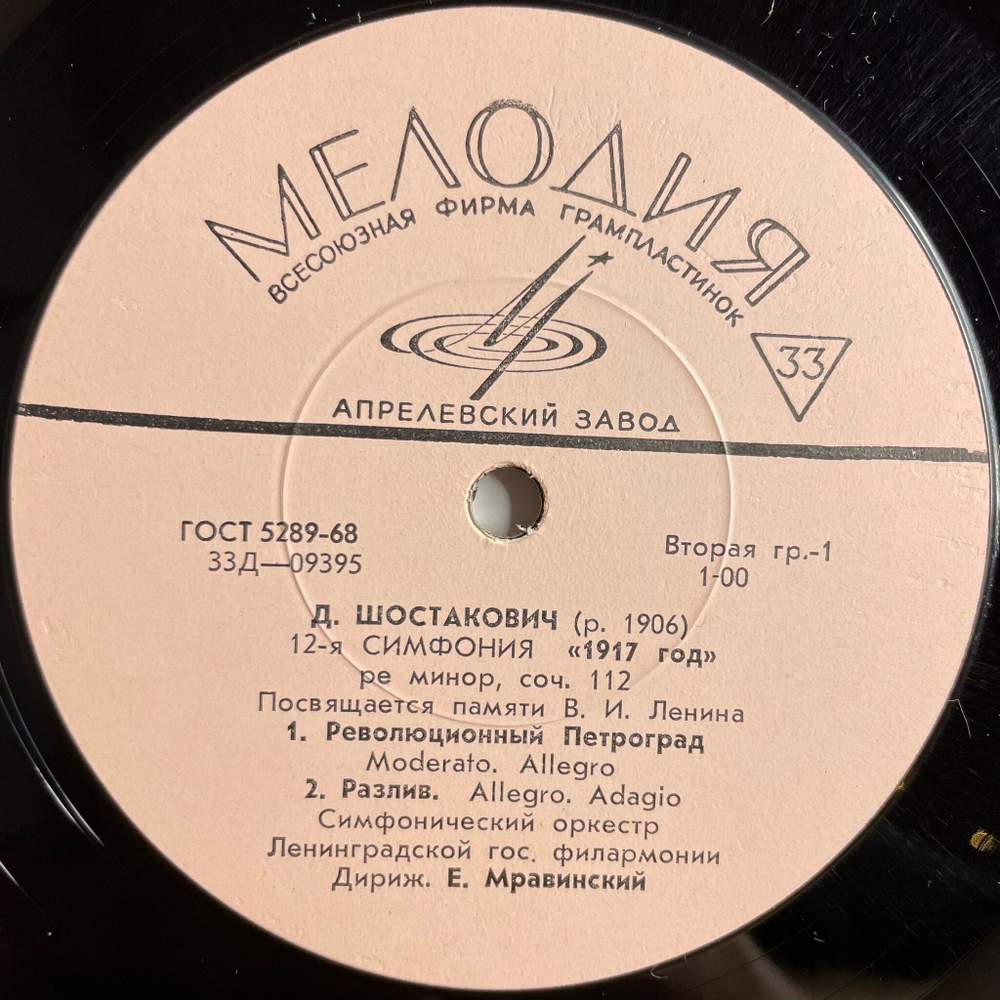 МЕЛОДИЯ
ВСЕСОЮЗНАЯ ФИРМА ГРАМПЛАСТИНОК
33
АПРЕЛЕВСКИЙ ЗАВОД
ГОСТ 5289-68
33Д—09395
Вторая гр.-1
1-00
Д. ШОСТАКОВИЧ (р. 1906)
12-я СИМФОНИЯ «1917 год»
ре минор, соч. 112
Посвящается памяти В. И. Ленина
1. Революционный Петроград
Moderato. Allegro
2. Разлив. Allegro. Adagio
Симфонический оркестр
Ленинградской гос. филармонии
Дириж. Е. Мравинский